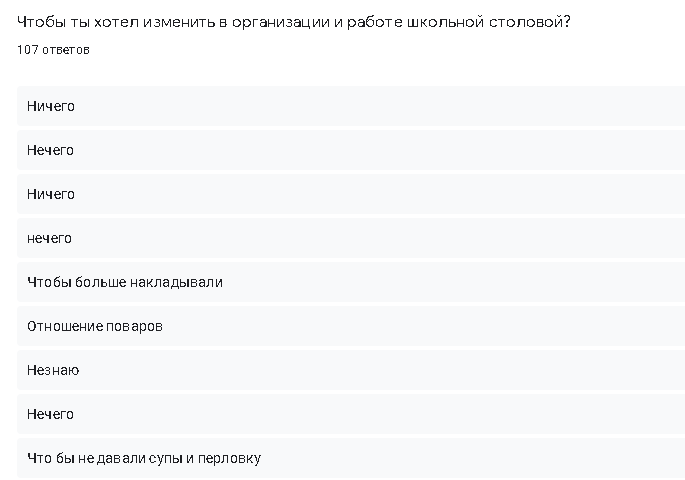 Чтобы ты хотел изменить в организации и работе школьной столовой?
107 ответов
Ничего
Нечего
Ничего
нечего
Чтобы больше накладывали
Отношение поваров
Незнаю
Нечего
Что бы не давали супы и перловку